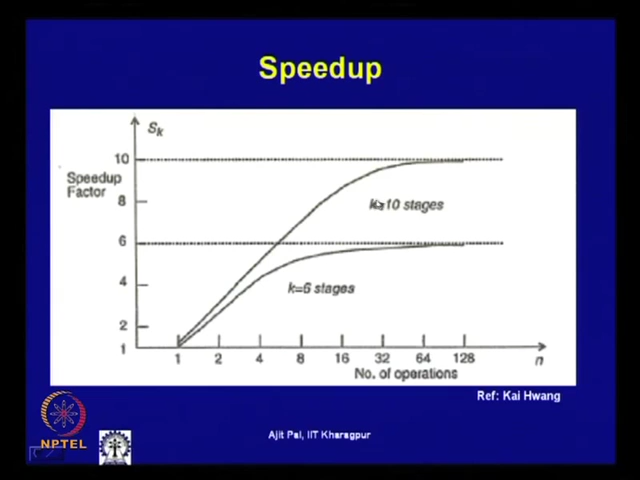 Speedup
Sk
Speedup
Factor
10
8
6
4
2
1
k=10 stages
k=6 stages
1 2 4 8 16 32 64 128 n
No. of operations
Ref: Kai Hwang
Ajit Pal, IIT Kharagpur
NPTEL